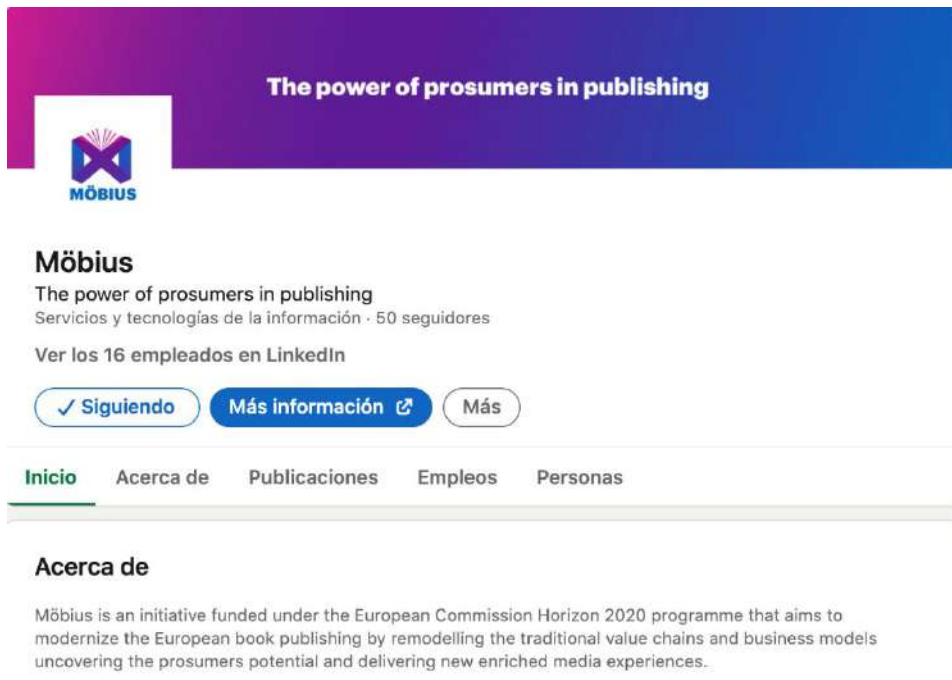 The power of prosumers in publishing
MÖBIUS
Möbius
The power of prosumers in publishing
Servicios y tecnologías de la información · 50 seguidores
Ver los 16 empleados en LinkedIn
Siguiendo Más información Más
Inicio Acerca de Publicaciones Empleos Personas
Acerca de
Möbius is an initiative funded under the European Commission Horizon 2020 programme that aims to
modernize the European book publishing by remodelling the traditional value chains and business models
uncovering the prosumers potential and delivering new enriched media experiences.